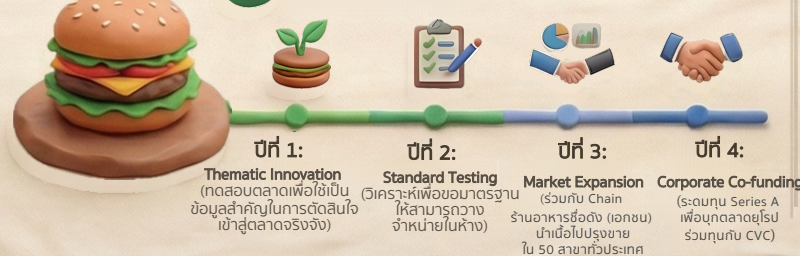 ปีที่ 1:
Thematic Innovation
(ทดสอบตลาดเพื่อใช้เป็น
ข้อมูลสำคัญในการตัดสินใจ
เข้าสู่ตลาดจริงจัง)
ปีที่ 2:
Standard Testing
(วิเคราะห์เพื่อขอมาตรฐาน
ให้สามารถวาง
จำหน่ายในห้าง)
ปีที่ 3:
Market Expansion
(ร่วมกับ Chain
ร้านอาหารชื่อดัง (เอกชน)
นำเนื้อไปปรุงขาย
ใน 50 สาขาทั่วประเทศ
ปีที่ 4:
Corporate Co-funding
(ระดมทุน Series A
เพื่อบุกตลาดยุโรป
ร่วมทุนกับ CVC)